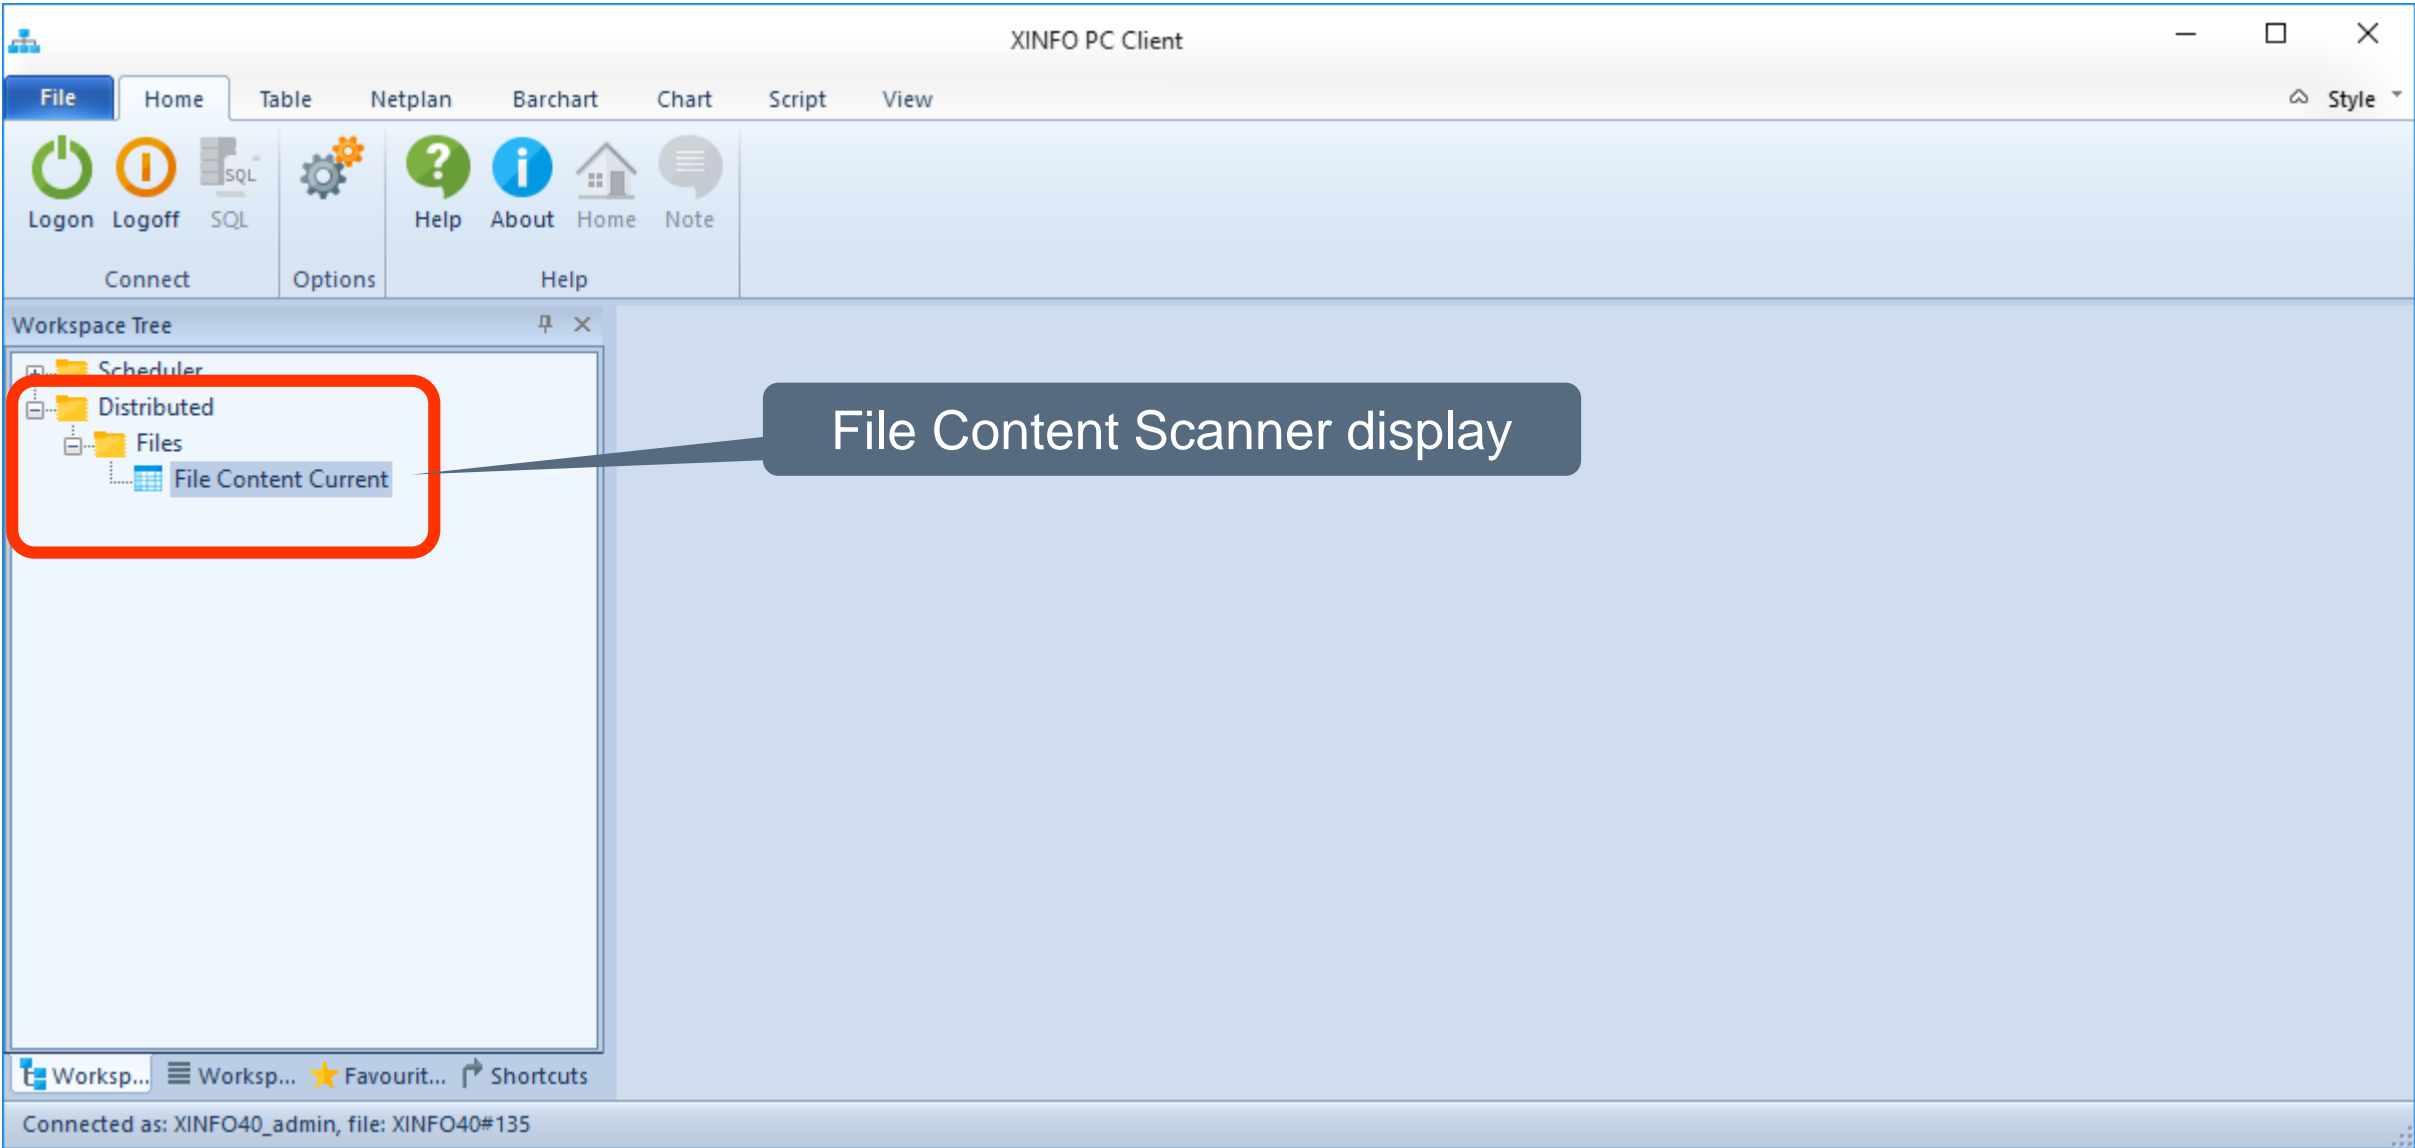 XINFO PC Client
File Home Table Netplan Barchart Chart Script View Style
SQL
Logon Logoff SQL Help About Home Note
Connect Options Help
Workspace Tree
Scheduler
Distributed
Files
File Content Current
File Content Scanner display
Worksp... Worksp... Favourit... Shortcuts
Connected as: XINFO40_admin, file: XINFO40#135